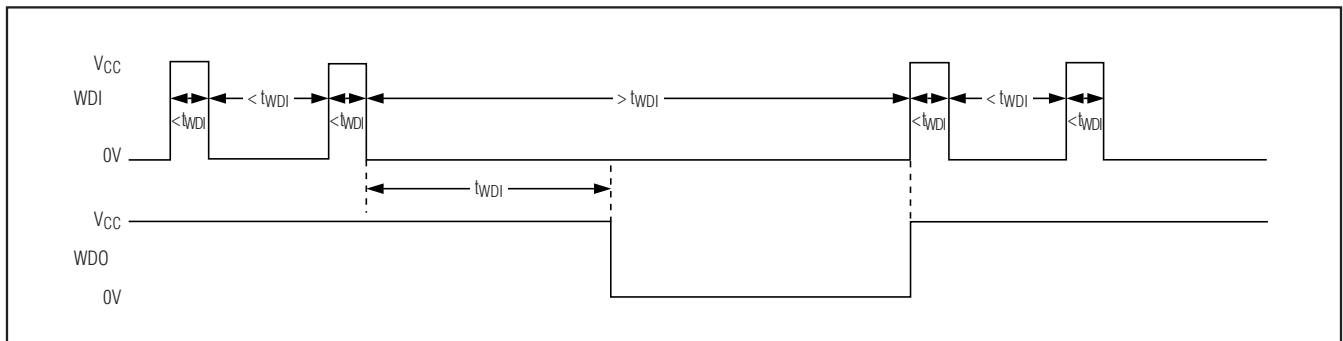 VCC
WDI
< tWDI
> tWDI
< tWDI
<tWDI
<tWDI
<tWDI
<tWDI
0V
tWDI
VCC
WDO
0V